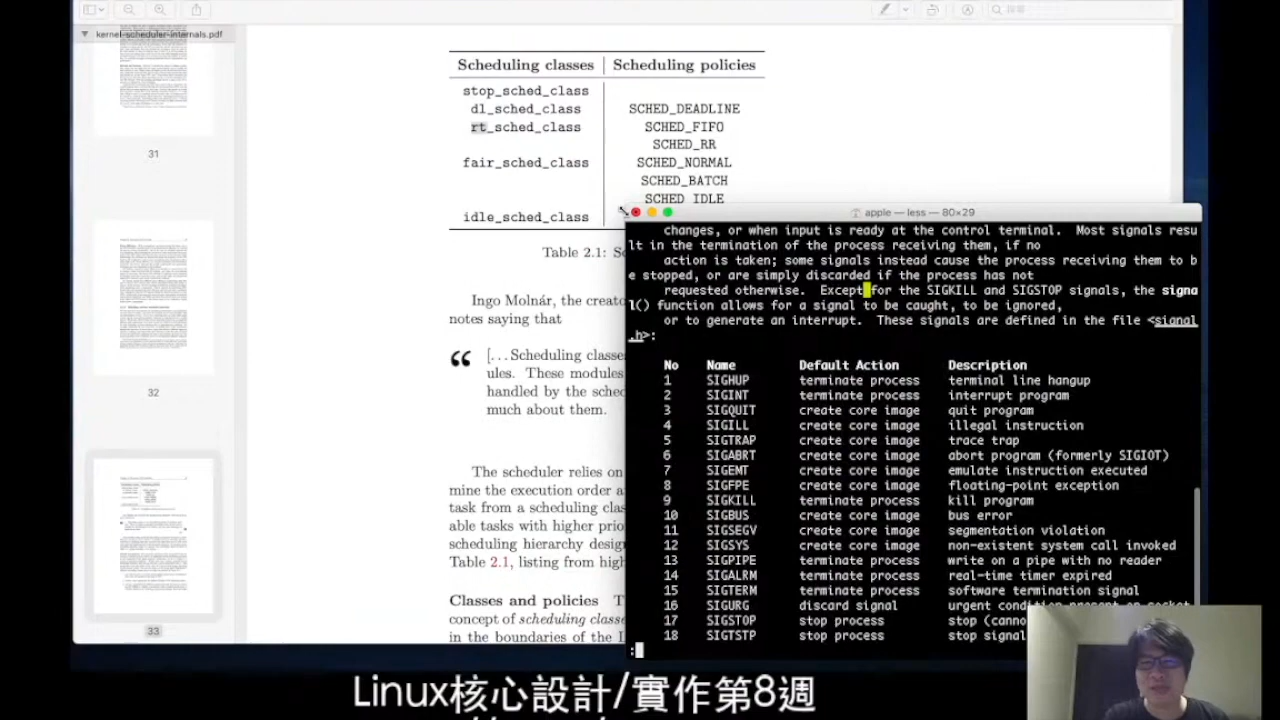 搜尋
kernel-scheduler-internals.pdf
31
32
33
Scheduling classes Scheduling policies
stop_sched_class
dl_sched_class SCHED_DEADLINE
rt_sched_class SCHED_FIFO
SCHED_RR
fair_sched_class SCHED_NORMAL
SCHED_BATCH
SCHED_IDLE
idle_sched_class
Table 2.1: Sc
Ingo Molnár, the creato
notes saying that
“ [...Scheduling classes
ules. These modules
handled by the sched
much about them.
The scheduler relies on
mine the execution order a
task from a scheduling clas
able tasks with higher prior
scheduling hierarchy design
Table 2.1, listing from high
Classes and policies T
concept of scheduling classe
in the boundaries of the L
apple — less — 80×29
changes, or when input is ready at the control terminal. Most signals resu
lt in the termination of the process receiving them, if no
action is taken; some signals instead cause the process receiving them to b
e stopped, or are simply discarded if the process has not
requested otherwise. Except for the SIGKILL and SIGSTOP signals, the signa
l() function allows for a signal to be caught, to be ignored,
or to generate an interrupt. These signals are defined in the file <signal
.h>:
No Name Default Action Description
1 SIGHUP terminate process terminal line hangup
2 SIGINT terminate process interrupt program
3 SIGQUIT create core image quit program
4 SIGILL create core image illegal instruction
5 SIGTRAP create core image trace trap
6 SIGABRT create core image abort program (formerly SIGIOT)
7 SIGEMT create core image emulate instruction executed
8 SIGFPE create core image floating-point exception
9 SIGKILL terminate process kill program
10 SIGBUS create core image bus error
11 SIGSEGV create core image segmentation violation
12 SIGSYS create core image non-existent system call invoked
13 SIGPIPE terminate process write on a pipe with no reader
14 SIGALRM terminate process real-time timer expired
15 SIGTERM terminate process software termination signal
16 SIGURG discard signal urgent condition present on socket
17 SIGSTOP stop process stop (canno
18 SIGTSTP stop process stop signal
:
Linux核心設計/實作第8週